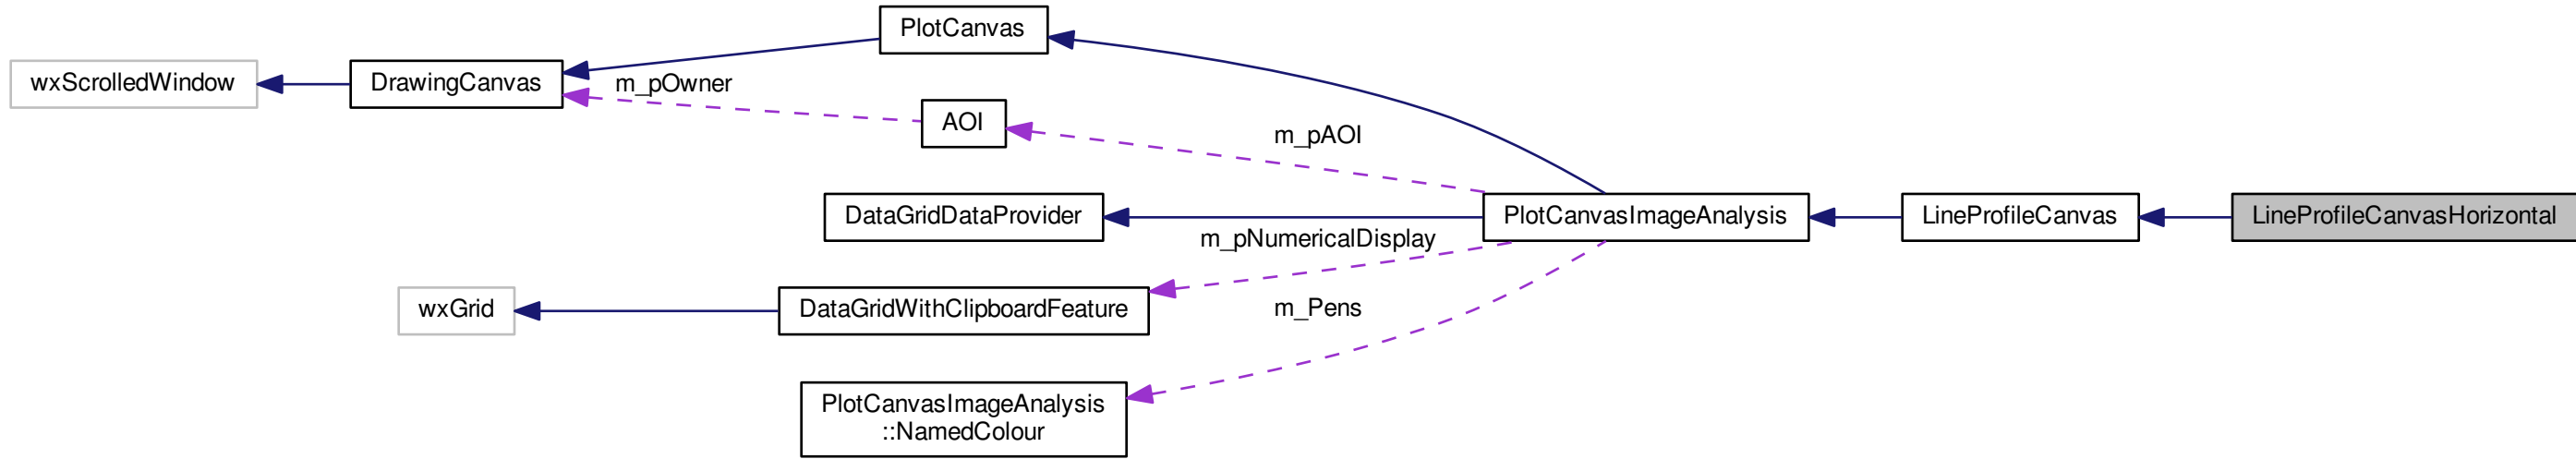 PlotCanvas
wxScrolledWindow
DrawingCanvas
m_pOwner
AOI
m_pAOI
DataGridDataProvider
PlotCanvasImageAnalysis
LineProfileCanvas
LineProfileCanvasHorizontal
m_pNumericalDisplay
wxGrid
DataGridWithClipboardFeature
m_Pens
PlotCanvasImageAnalysis
::NamedColour